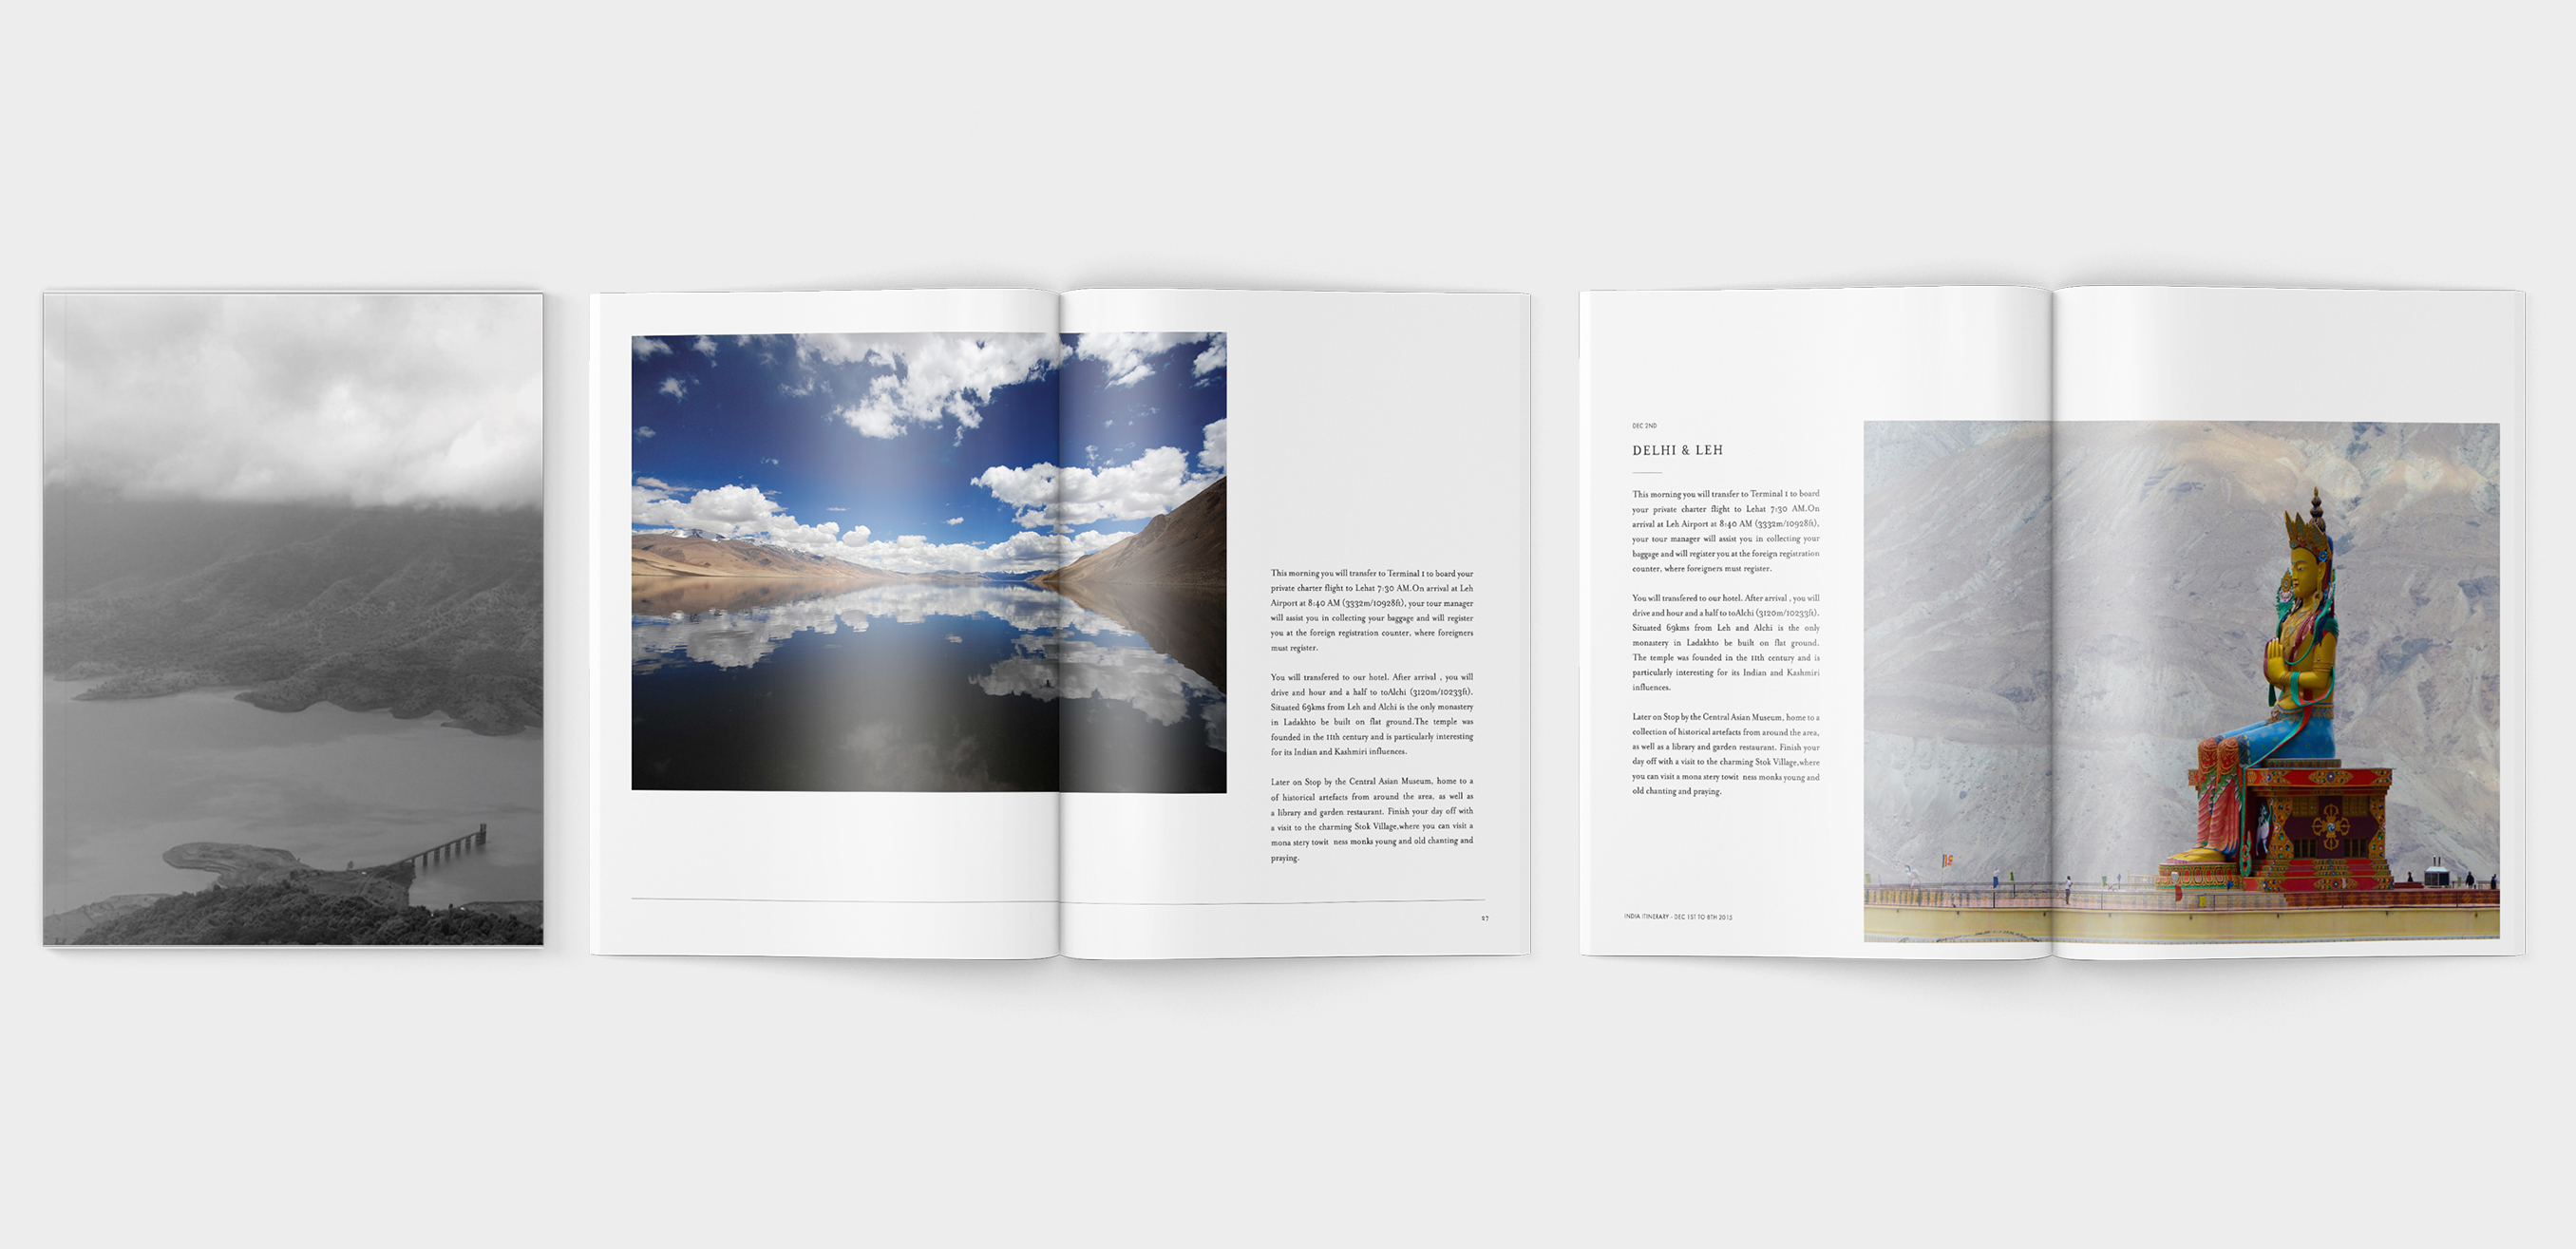 This morning you will transfer to Terminal 1 to board your
private charter flight to Lehat 7:30 AM.On arrival at Leh
Airport at 8:40 AM (3332m/10928ft), your tour manager
will assist you in collecting your baggage and will register
you at the foreign registration counter, where foreigners
must register.
You will transfered to our hotel. After arrival , you will
drive and hour and a half to toAlchi (3120m/10233ft).
Situated 69kms from Leh and Alchi is the only monastery
in Ladakhto be built on flat ground.The temple was
founded in the 11th century and is particularly interesting
for its Indian and Kashmiri influences.
Later on Stop by the Central Asian Museum, home to a
of historical artefacts from around the area, as well as
a library and garden restaurant. Finish your day off with
a visit to the charming Stok Village,where you can visit a
mona stery towit ness monks young and old chanting and
praying.
27
DEC 2ND
DELHI & LEH
This morning you will transfer to Terminal 1 to board
your private charter flight to Lehat 7:30 AM.On
arrival at Leh Airport at 8:40 AM (3332m/10928ft),
your tour manager will assist you in collecting your
baggage and will register you at the foreign registration
counter, where foreigners must register.
You will transfered to our hotel. After arrival , you will
drive and hour and a half to toAlchi (3120m/10233ft).
Situated 69kms from Leh and Alchi is the only
monastery in Ladakhto be built on flat ground.
The temple was founded in the 11th century and is
particularly interesting for its Indian and Kashmiri
influences.
Later on Stop by the Central Asian Museum, home to a
collection of historical artefacts from around the area,
as well as a library and garden restaurant. Finish your
day off with a visit to the charming Stok Village,where
you can visit a mona stery towit ness monks young and
old chanting and praying.
INDIA ITINERARY - DEC 1ST TO 8TH 2015